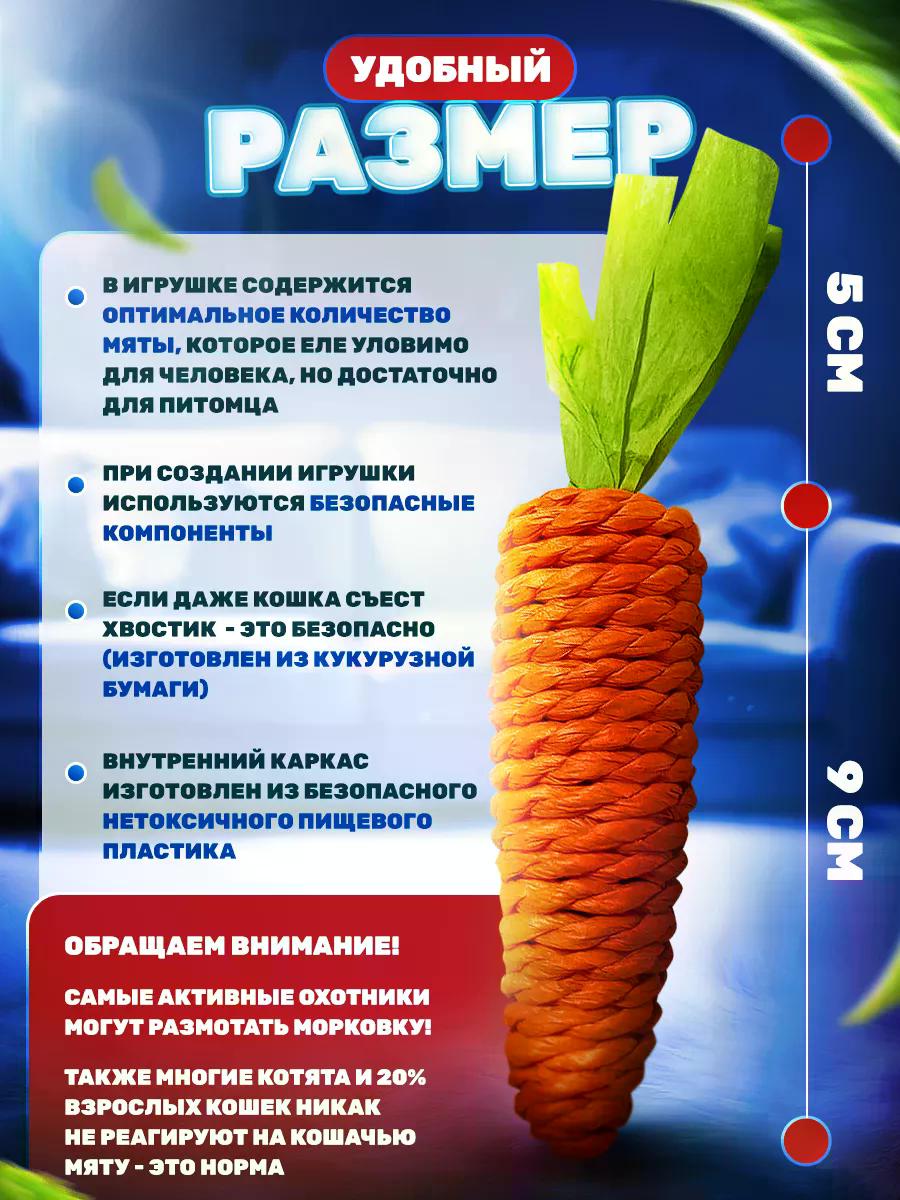 УДОБНЫЙ
РАЗМЕР
В ИГРУШКЕ СОДЕРЖИТСЯ
ОПТИМАЛЬНОЕ КОЛИЧЕСТВО
МЯТЫ, КОТОРОЕ ЕЛЕ УЛОВИМО
ДЛЯ ЧЕЛОВЕКА, НО ДОСТАТОЧНО
ДЛЯ ПИТОМЦА
ПРИ СОЗДАНИИ ИГРУШКИ
ИСПОЛЬЗУЮТСЯ БЕЗОПАСНЫЕ
КОМПОНЕНТЫ
ЕСЛИ ДАЖЕ КОШКА СЪЕСТ
ХВОСТИК - ЭТО БЕЗОПАСНО
(ИЗГОТОВЛЕН ИЗ КУКУРУЗНОЙ
БУМАГИ)
ВНУТРЕННИЙ КАРКАС
ИЗГОТОВЛЕН ИЗ БЕЗОПАСНОГО
НЕТОКСИЧНОГО ПИЩЕВОГО
ПЛАСТИКА
ОБРАЩАЕМ ВНИМАНИЕ!
САМЫЕ АКТИВНЫЕ ОХОТНИКИ
МОГУТ РАЗМОТАТЬ МОРКОВКУ!
ТАКЖЕ МНОГИЕ КОТЯТА И 20%
ВЗРОСЛЫХ КОШЕК НИКАК
НЕ РЕАГИРУЮТ НА КОШАЧЬЮ
МЯТУ - ЭТО НОРМА
5 СМ
9 СМ